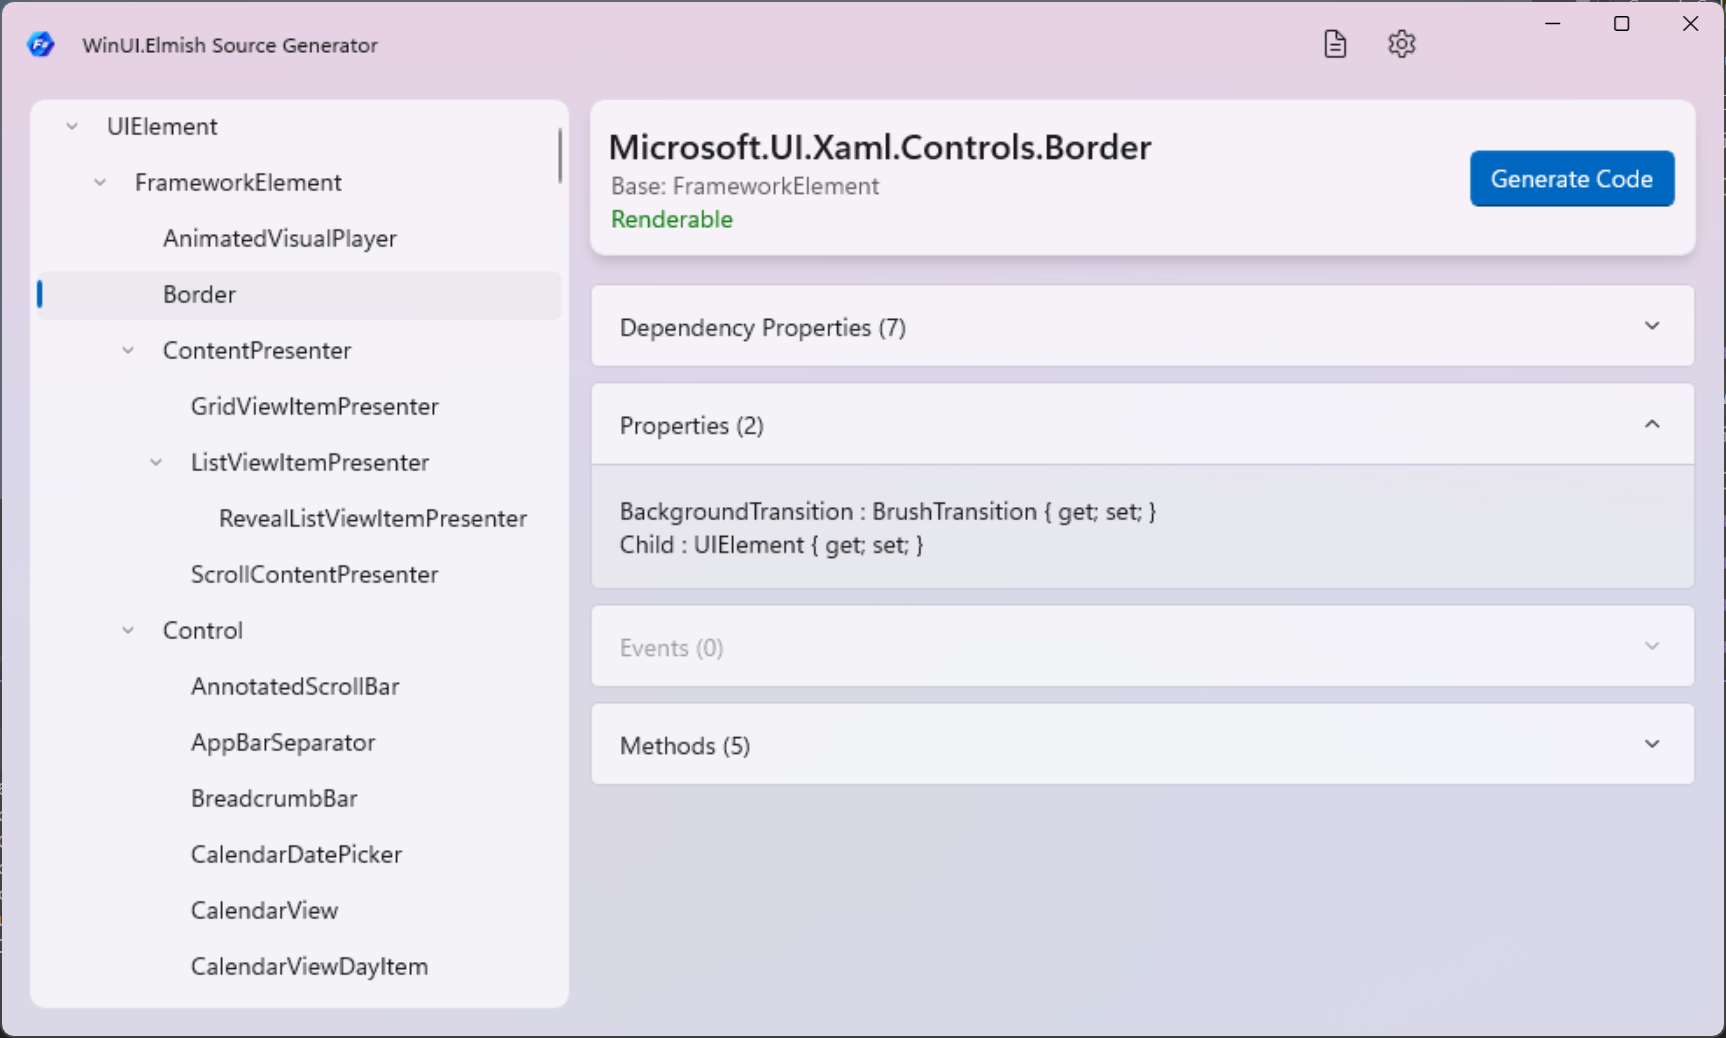 WinUI.Elmish Source Generator
UIElement
FrameworkElement
AnimatedVisualPlayer
Border
ContentPresenter
GridViewItemPresenter
ListViewItemPresenter
RevealListViewItemPresenter
ScrollContentPresenter
Control
AnnotatedScrollBar
AppBarSeparator
BreadcrumbBar
CalendarDatePicker
CalendarView
CalendarViewDayItem
Microsoft.UI.Xaml.Controls.Border
Base: FrameworkElement
Renderable
Generate Code
Dependency Properties (7)
Properties (2)
BackgroundTransition : BrushTransition { get; set; }
Child : UIElement { get; set; }
Events (0)
Methods (5)